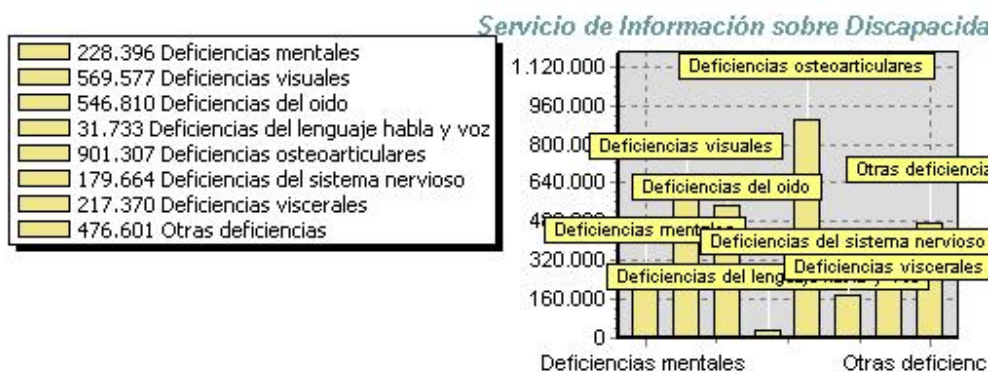 Servicio de Información sobre Discapacida
228.396 Deficiencias mentales
569.577 Deficiencias visuales
546.810 Deficiencias del oido
31.733 Deficiencias del lenguaje habla y voz
901.307 Deficiencias osteoarticulares
179.664 Deficiencias del sistema nervioso
217.370 Deficiencias viscerales
476.601 Otras deficiencias
1.120.000
Deficiencias osteoarticulares
960.000
800.00
Deficiencias visuales
Otras deficiencia
640.000
Deficiencias del oido
Deficiencias mentales
Deficiencias del sistema nervioso
320.000
Deficiencias viscerales
Deficiencias del lenguaje habla y voz
160.000
0
Deficiencias mentales
Otras deficienc